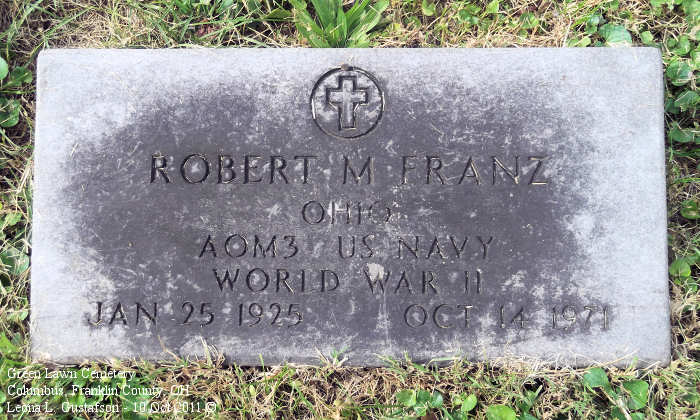 ROBERT M FRANZ
OHIO
AOM3 US NAVY
WORLD WAR II
JAN 25 1925 OCT 14 1971
Green Lawn Cemetery
Columbus, Franklin County, OH
Leona L. Gustafson - 10 Oct 2011 ©